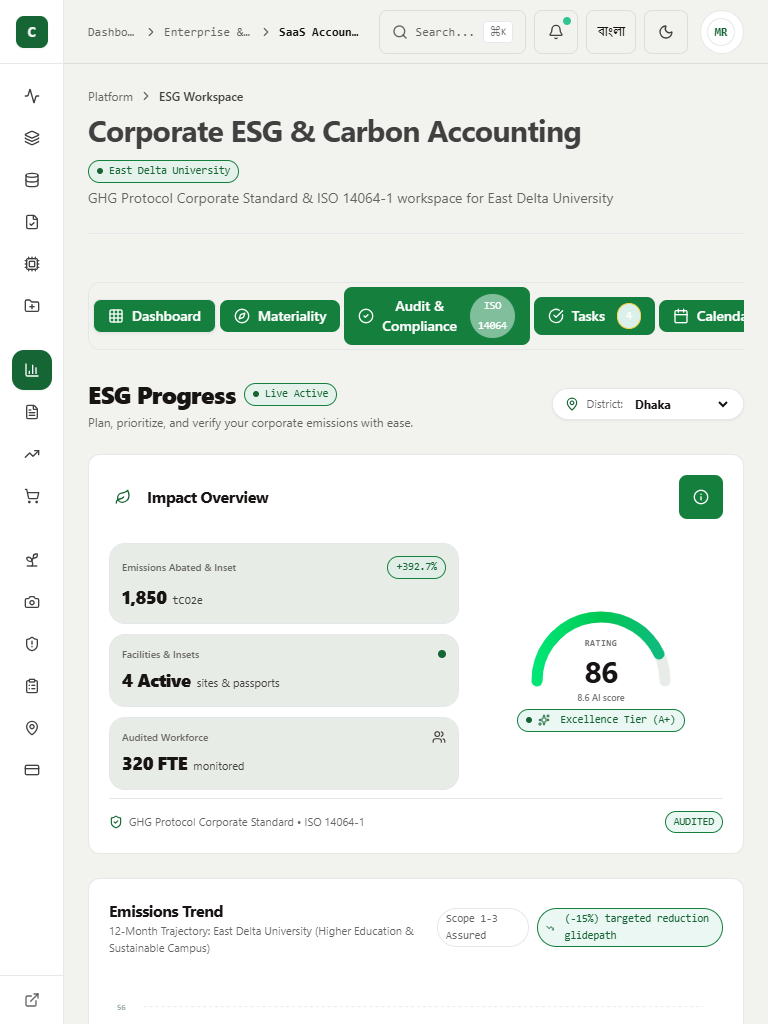 C
Dashbo…
Enterprise &…
SaaS Accoun…
Search...
⌘K
বাংলা
MR
Platform
ESG Workspace
Corporate ESG & Carbon Accounting
East Delta University
GHG Protocol Corporate Standard & ISO 14064-1 workspace for East Delta University
Dashboard
Materiality
Audit &
Compliance
ISO
14064
Tasks
4
Calenda
ESG Progress
Live Active
Plan, prioritize, and verify your corporate emissions with ease.
District:
Dhaka
Impact Overview
Emissions Abated & Inset
+392.7%
1,850 tCO2e
Facilities & Insets
4 Active sites & passports
Audited Workforce
320 FTE monitored
RATING
86
8.6 AI score
Excellence Tier (A+)
GHG Protocol Corporate Standard • ISO 14064-1
AUDITED
Emissions Trend
12-Month Trajectory: East Delta University (Higher Education &
Sustainable Campus)
Scope 1-3
Assured
(-15%) targeted reduction
glidepath
56